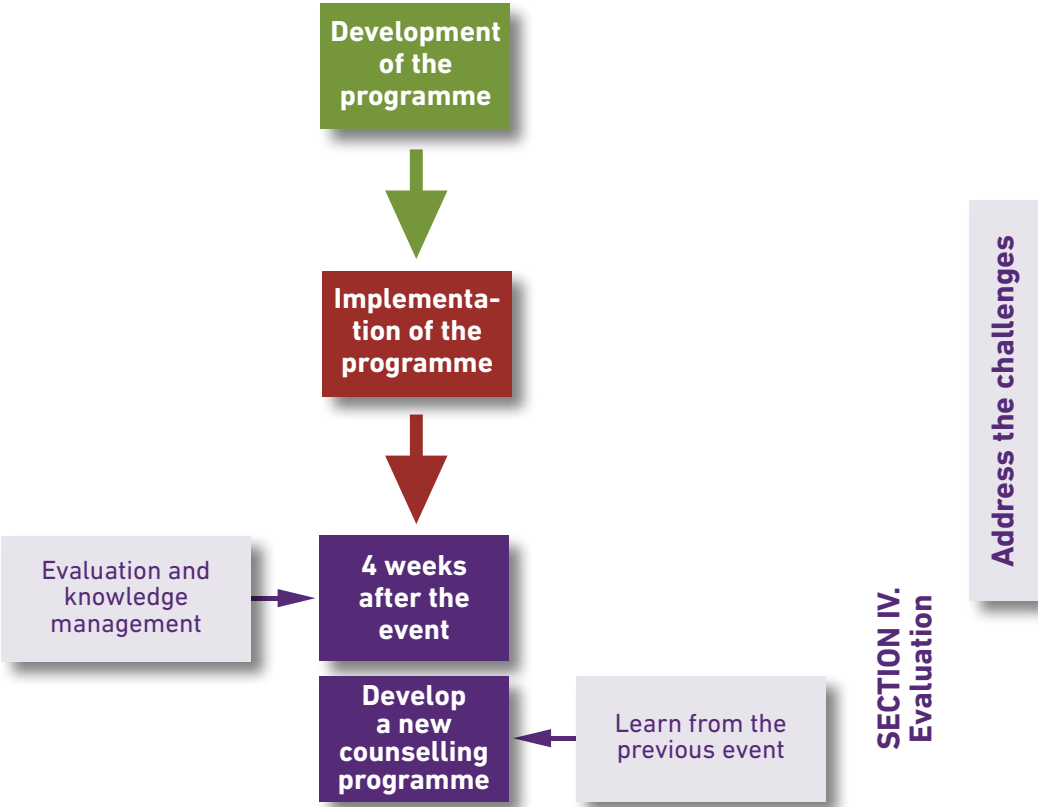 Development
of the
programme
Implementa-
tion of the
programme
Evaluation and
knowledge
management
4 weeks
after the
event
Develop
a new
counselling
programme
Learn from the
previous event
SECTION IV.
Evaluation
Address the challenges